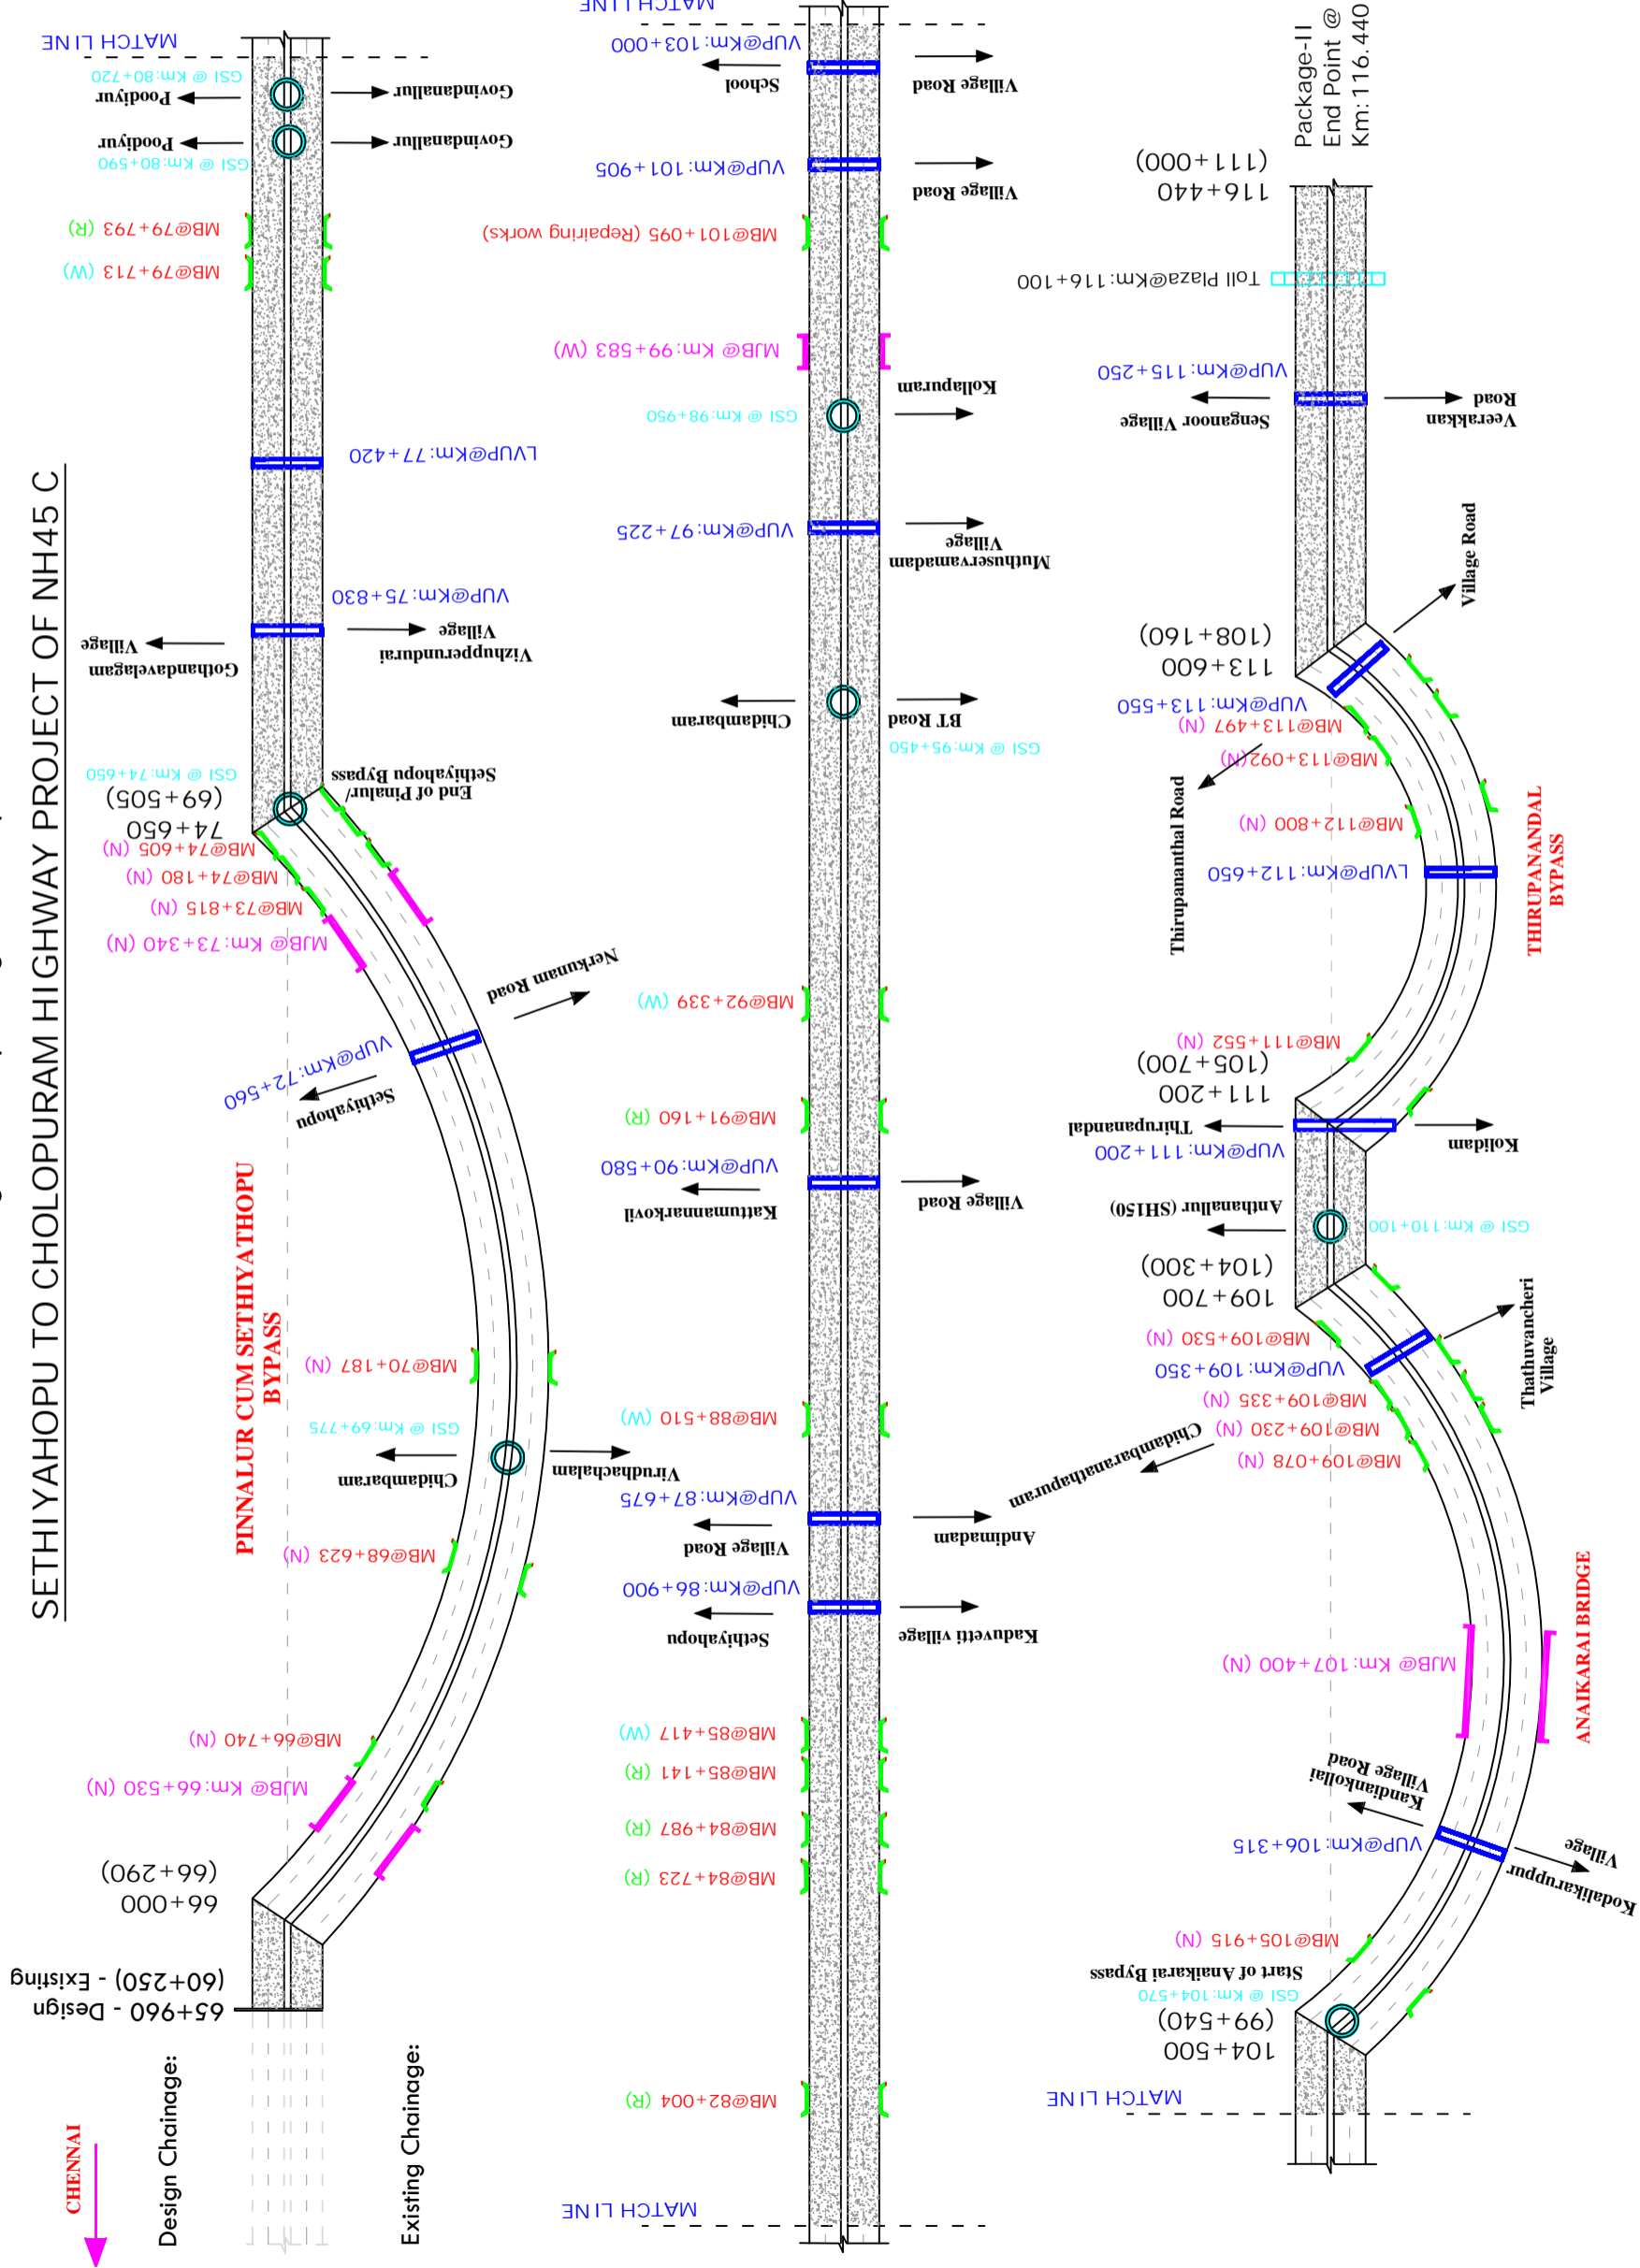 SETHIYAHOPU TO CHOLOPURAM HIGHWAY PROJECT OF NH45 C
CHENNAI
Design Chainage:
Existing Chainage:
65+960 - Design
(60+250) - Existing
66+000
(66+290)
MJB@ Km:66+530 (N)
MB@66+740 (N)
PINNALUR CUM SETHIYATHOPU
BYPASS
MB@68+623 (N)
Chidambaram
GSI @ Km:69+775
Virudhachalam
MB@70+187 (N)
Sethiyahopu
VUP@Km:72+560
Nerkunam Road
MJB@ Km:73+340 (N)
MB@73+815 (N)
MB@74+180 (N)
MB@74+605 (N)
74+650
(69+505)
GSI @ Km:74+650
End of Pinalur/
Sethiyahopu Bypass
Gothandavelagam
Village
Vizhupperundurai
Village
VUP@Km:75+830
LVUP@Km:77+420
MB@79+713 (W)
MB@79+793 (R)
GSI @ Km:80+590
Poodiyur
Govindanallur
Poodiyur
Govindanallur
GSI @ Km:80+720
MATCH LINE
MATCH LINE
MB@82+004 (R)
MB@84+723 (R)
MB@84+987 (R)
MB@85+141 (R)
MB@85+417 (W)
Sethiyahopu
Kaduvetti village
VUP@Km:86+900
Village Road
Andimadam
VUP@Km:87+675
MB@88+510 (W)
Kattumannarkovil
Village Road
VUP@Km:90+580
MB@91+160 (R)
MB@92+339 (W)
GSI @ Km:95+450
Chidambaram
BT Road
Muthuservamadam
Village
VUP@Km:97+225
GSI @ Km:98+950
Kollapuram
MJB@ Km:99+583 (W)
MB@101+095 (Repairing works)
VUP@Km:101+905
Village Road
School
Village Road
VUP@Km:103+000
MATCH LINE
MATCH LINE
104+500
(99+540)
GSI @ Km:104+570
Start of Anaikarai Bypass
MB@105+915 (N)
Kodalikaruppur
Village
VUP@Km:106+315
Kandiankollai
Village Road
ANAIKARAI BRIDGE
MJB@ Km:107+400 (N)
Chidambaranathapuram
MB@109+078 (N)
MB@109+230 (N)
MB@109+335 (N)
VUP@Km:109+350
Thathuvancheri
Village
MB@109+530 (N)
109+700
(104+300)
GSI @ Km:110+100
Anthanallur (SH150)
VUP@Km:111+200
Thirupanandal
Kolidam
111+200
(105+700)
MB@111+552 (N)
Thirupananthal Road
LVUP@Km:112+650
THIRUPANANDAL
BYPASS
MB@112+800 (N)
MB@113+092(N)
MB@113+497 (N)
VUP@Km:113+550
113+600
(108+160)
Village Road
Senganoor Village
Veerakkan
Road
VUP@Km:115+250
Toll Plaza@Km:116+100
116+440
(111+000)
Package-II
End Point @
Km: 116.440